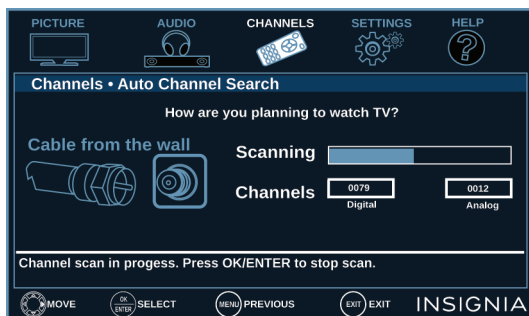 PICTURE AUDIO CHANNELS SETTINGS HELP
Channels • Auto Channel Search
How are you planning to watch TV?
Cable from the wall
Scanning
Channels 0079 0012
Digital Analog
Channel scan in progess. Press OK/ENTER to stop scan.
MOVE OK ENTER SELECT MENU PREVIOUS EXIT EXIT INSIGNIA